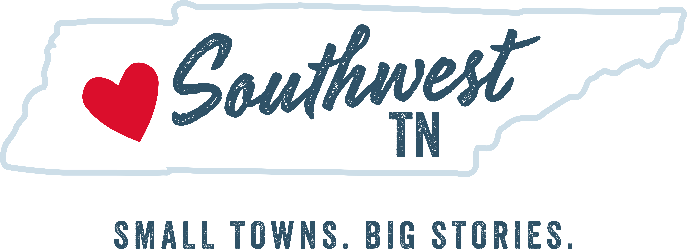 Southwest
TN
SMALL TOWNS. BIG STORIES.